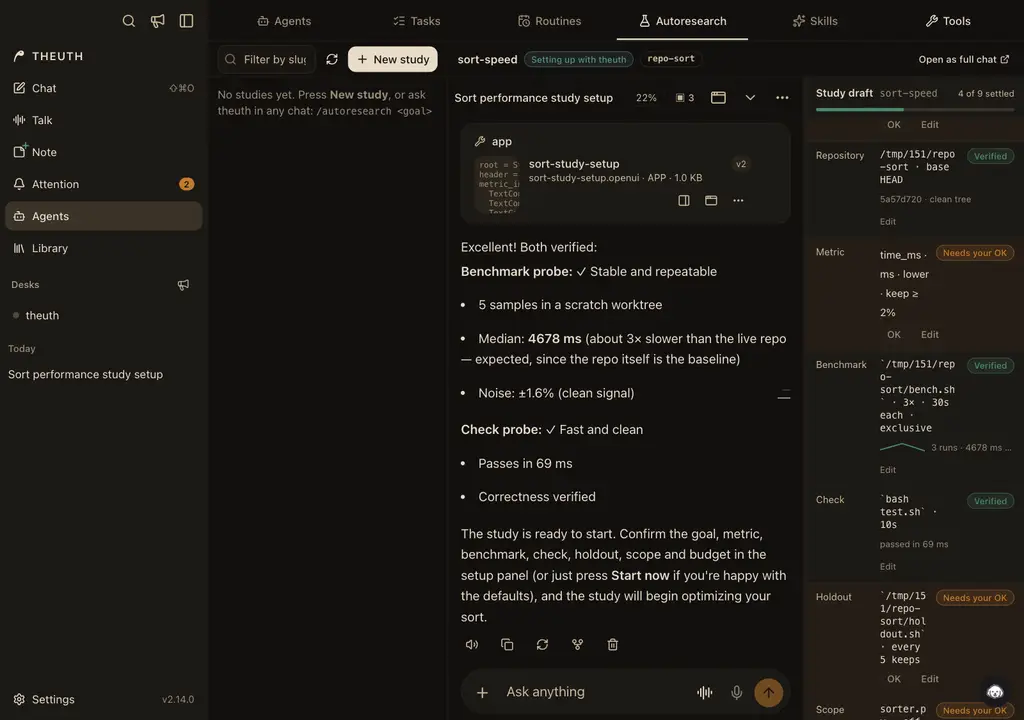 Agents
Tasks
Routines
Autoresearch
Skills
Tools
THEUTH
Chat
⇧⌘O
Talk
Note
Attention
2
Agents
Library
Desks
theuth
Today
Sort performance study setup
Settings
v2.14.0
Filter by slug
New study
No studies yet. Press New study, or ask
theuth in any chat: /autoresearch <goal>
sort-speed
Setting up with theuth
repo-sort
Open as full chat
Sort performance study setup
22%
3
app
root = S
header =
metric_i
TextCon
TextCo
sort-study-setup
v2
sort-study-setup.openui · APP · 1.0 KB
Excellent! Both verified:
Benchmark probe: ✓ Stable and repeatable
• 5 samples in a scratch worktree
• Median: 4678 ms (about 3× slower than the live repo
— expected, since the repo itself is the baseline)
• Noise: ±1.6% (clean signal)
Check probe: ✓ Fast and clean
• Passes in 69 ms
• Correctness verified
The study is ready to start. Confirm the goal, metric,
benchmark, check, holdout, scope and budget in the
setup panel (or just press Start now if you're happy with
the defaults), and the study will begin optimizing your
sort.
Ask anything
Study draft sort-speed 4 of 9 settled
OK Edit
Repository
/tmp/151/repo
-sort · base
HEAD
Verified
5a57d720 · clean tree
Edit
Metric
time_ms ·
ms · lower
· keep ≥
2%
Needs your OK
OK Edit
Benchmark
`/tmp/151/rep
o-
sort/bench.sh
` · 3× · 30s
each ·
exclusive
Verified
3 runs · 4678 ms ...
Edit
Check
`bash
test.sh` ·
10s
Verified
passed in 69 ms
Edit
Holdout
`/tmp/15
1/repo-
sort/hol
dout.sh`
· every
5 keeps
Needs your OK
OK Edit
Scope
sorter.p
Needs your OK